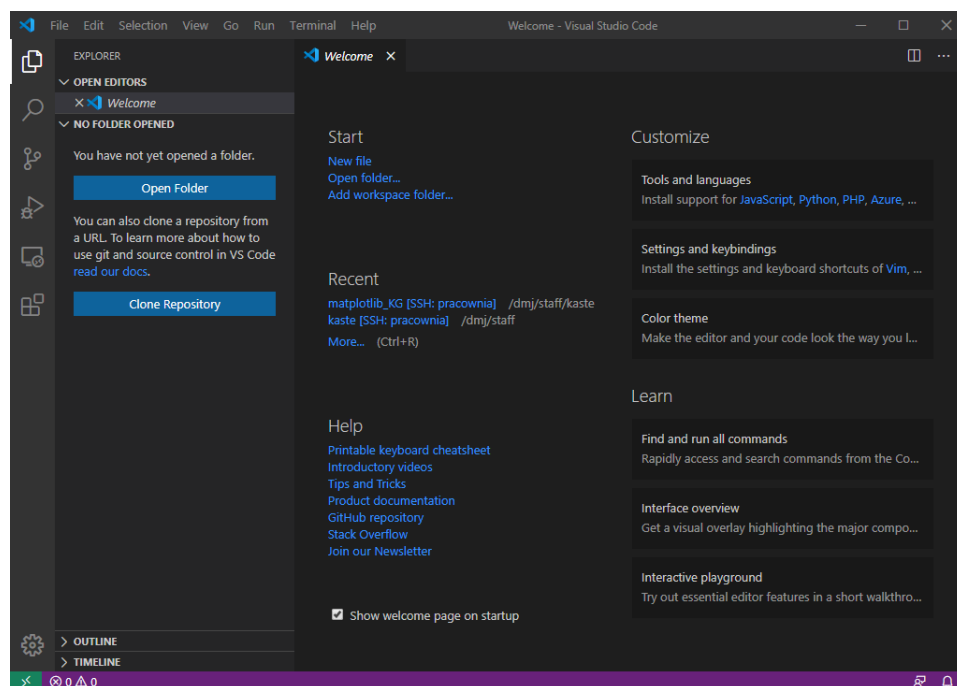 File Edit Selection View Go Run Terminal Help Welcome - Visual Studio Code
EXPLORER
OPEN EDITORS
Welcome
NO FOLDER OPENED
You have not yet opened a folder.
Open Folder
You can also clone a repository from
a URL. To learn more about how to
use git and source control in VS Code
read our docs.
Clone Repository
OUTLINE
TIMELINE
Welcome
Start
New file
Open folder...
Add workspace folder...
Recent
matplotlib_KG [SSH: pracownia] /dmj/staff/kaste
kaste [SSH: pracownia] /dmj/staff
More... (Ctrl+R)
Help
Printable keyboard cheatsheet
Introductory videos
Tips and Tricks
Product documentation
GitHub repository
Stack Overflow
Join our Newsletter
Show welcome page on startup
Customize
Tools and languages
Install support for JavaScript, Python, PHP, Azure, ...
Settings and keybindings
Install the settings and keyboard shortcuts of Vim, ...
Color theme
Make the editor and your code look the way you l...
Learn
Find and run all commands
Rapidly access and search commands from the Co...
Interface overview
Get a visual overlay highlighting the major compo...
Interactive playground
Try out essential editor features in a short walkthro...
0 0